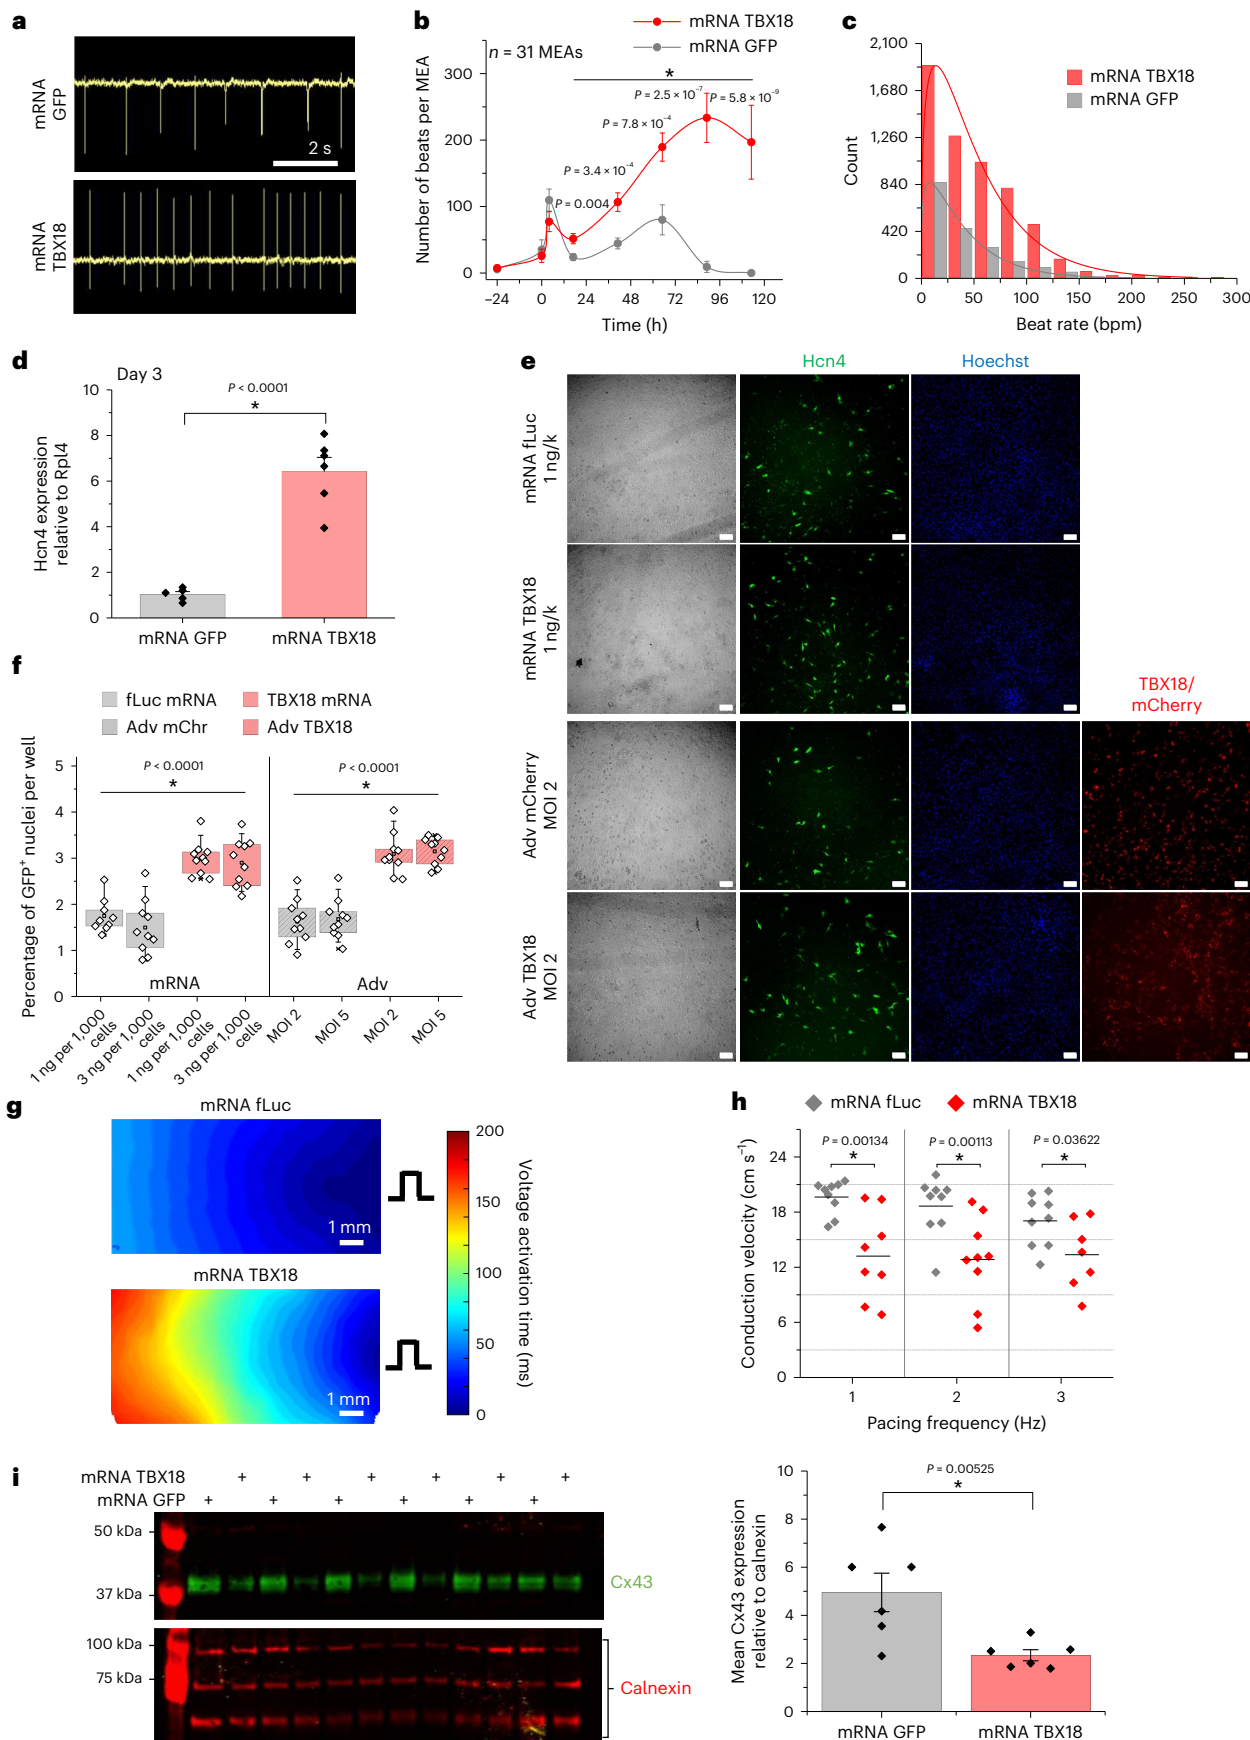 a
mRNA
GFP
2 s
mRNA
TBX18
b
mRNA TBX18
mRNA GFP
n = 31 MEAs
*
P = 2.5 × 10⁻⁷
P = 5.8 × 10⁻⁹
P = 7.8 × 10⁻⁴
P = 3.4 × 10⁻⁴
P = 0.004
300
200
100
0
Number of beats per MEA
−24 0 24 48 72 96 120
Time (h)
c
2,100
1,680
1,260
840
420
0
Count
mRNA TBX18
mRNA GFP
0 50 100 150 200 250 300
Beat rate (bpm)
d
Day 3
P < 0.0001
*
10
8
6
4
2
0
Hcn4 expression
relative to Rpl4
mRNA GFP mRNA TBX18
e
Hcn4
Hoechst
mRNA fLuc
1 ng/k
mRNA TBX18
1 ng/k
TBX18/
mCherry
Adv mCherry
MOI 2
Adv TBX18
MOI 2
f
fLuc mRNA
TBX18 mRNA
Adv mChr
Adv TBX18
P < 0.0001
*
P < 0.0001
*
5
4
3
2
1
0
Percentage of GFP⁺ nuclei per well
mRNA
Adv
1 ng per 1,000
cells
3 ng per 1,000
cells
1 ng per 1,000
cells
3 ng per 1,000
cells
MOI 2
MOI 5
MOI 2
MOI 5
g
mRNA fLuc
1 mm
mRNA TBX18
1 mm
200
150
100
50
0
Voltage activation time (ms)
h
mRNA fLuc
mRNA TBX18
P = 0.00134
*
P = 0.00113
*
P = 0.03622
*
24
18
12
6
0
Conduction velocity (cm s⁻¹)
1 2 3
Pacing frequency (Hz)
i
mRNA TBX18 + + + + + +
mRNA GFP + + + + + +
50 kDa
37 kDa
Cx43
100 kDa
75 kDa
Calnexin
P = 0.00525
*
10
8
6
4
2
0
Mean Cx43 expression
relative to calnexin
mRNA GFP mRNA TBX18